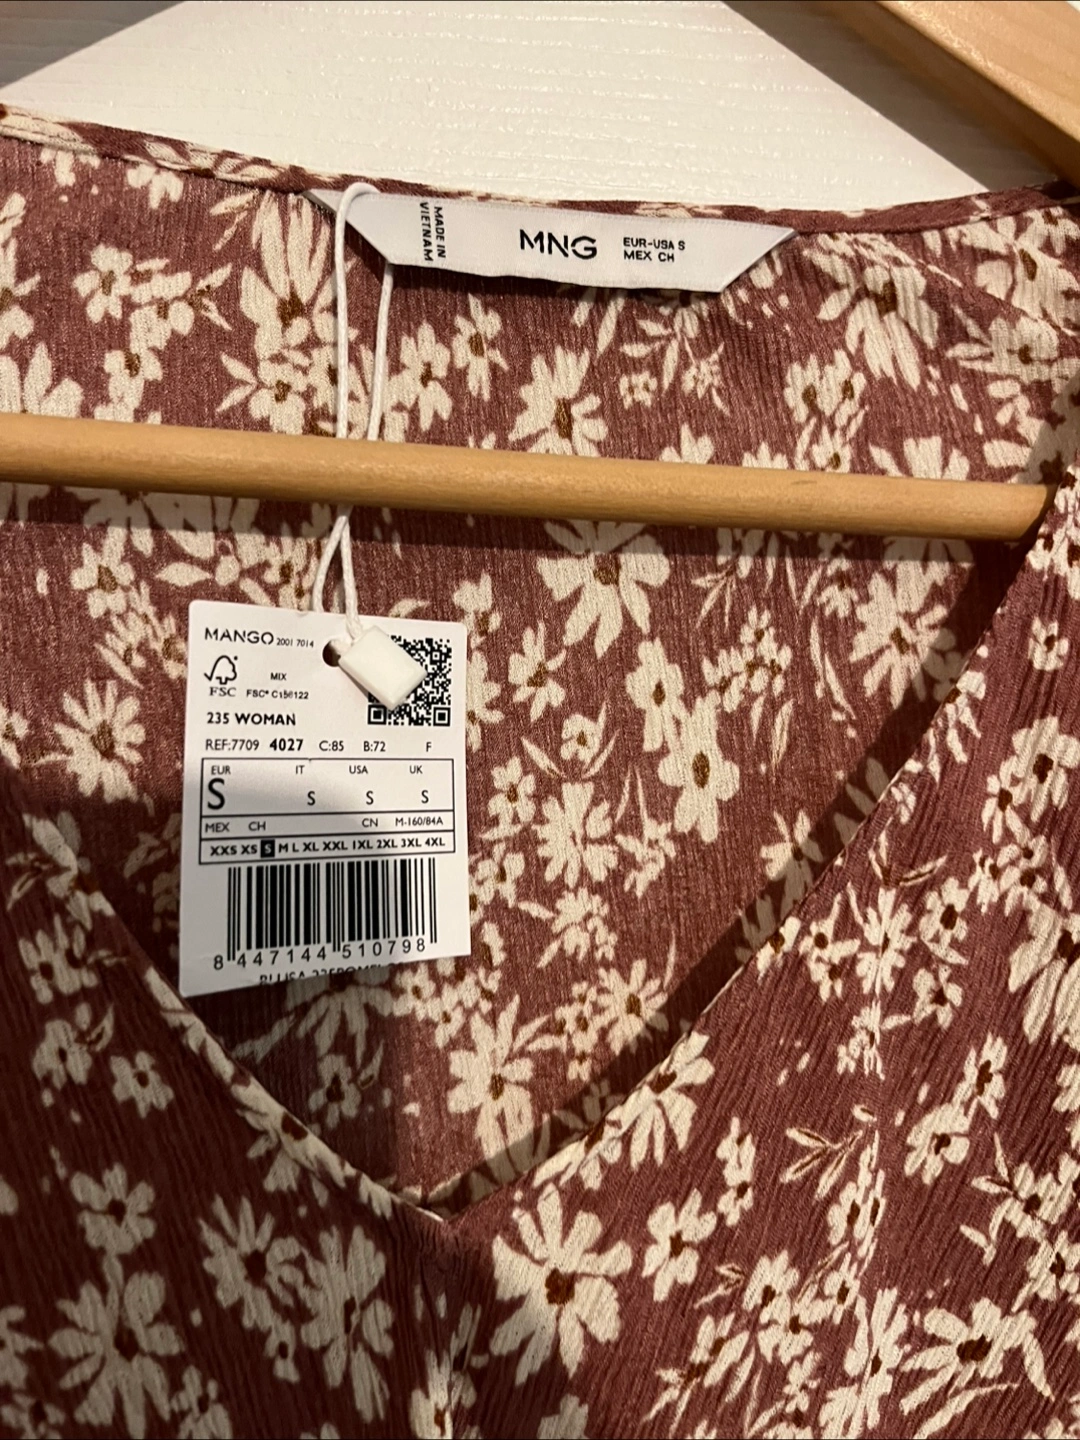 MADE IN
VIETNAM
MNG
EUR-USA S
MEX CH
MANGO 2001 7014
FSC
MIX
FSC® C156122
235 WOMAN
REF:7709 4027 C:85 B:72 F
EUR IT USA UK
S S S S
MEX CH CN M-160/84A
XXS XS S M L XL XXL 1XL 2XL 3XL 4XL
8 447144 510798